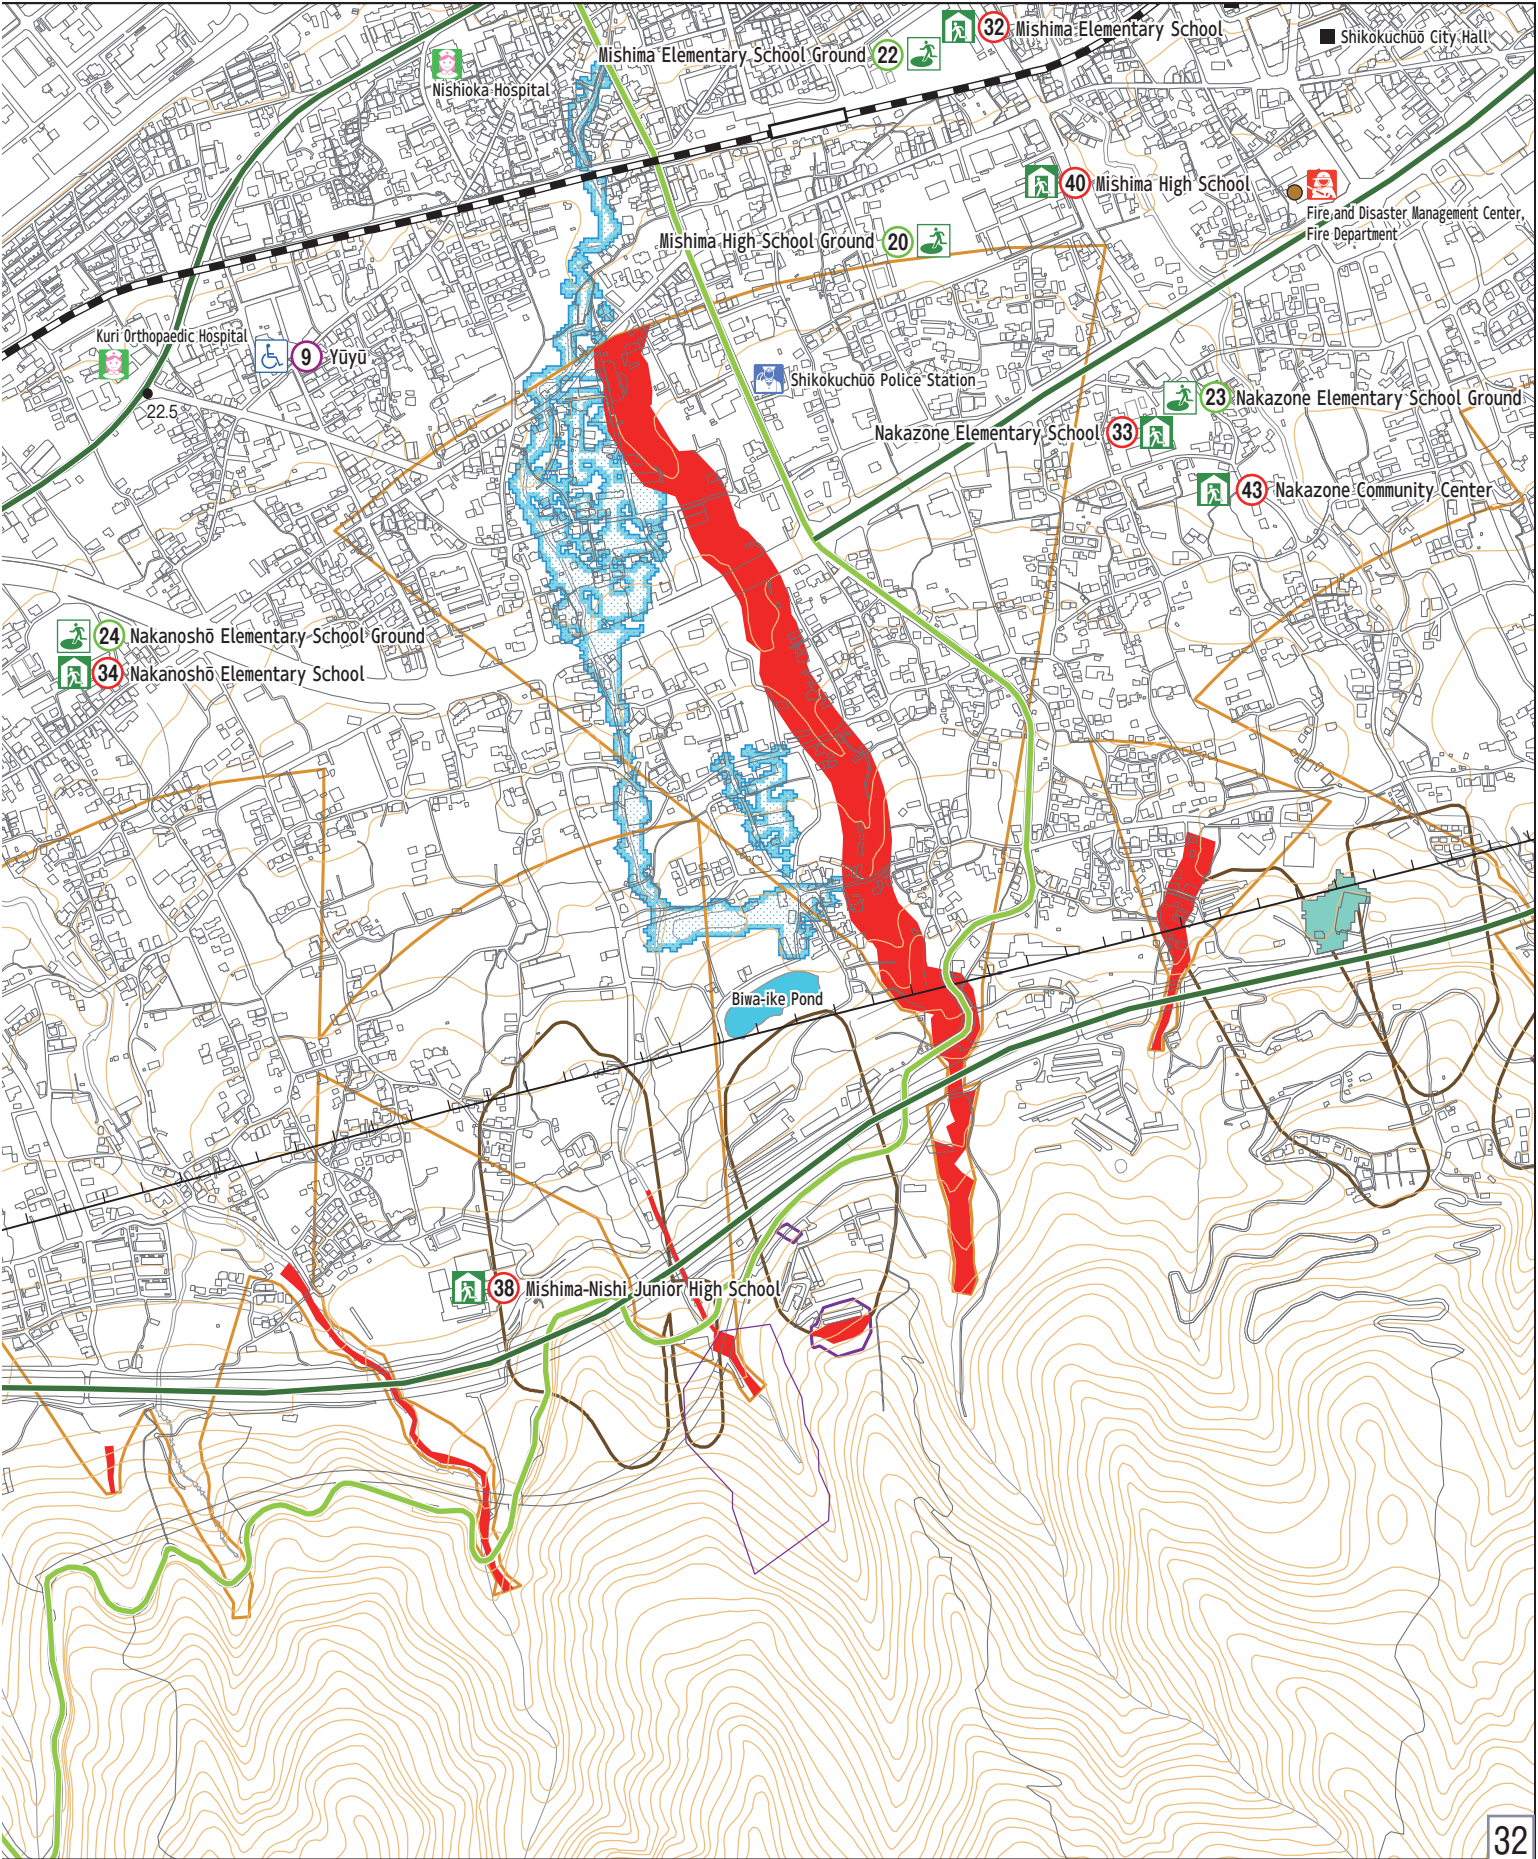 32 Mishima Elementary School
Shikokuchūō City Hall
Mishima Elementary School Ground 22
Nishioka Hospital
40 Mishima High School
Fire and Disaster Management Center,
Fire Department
Mishima High School Ground 20
Kuri Orthopaedic Hospital
9 Yūyū
Shikokuchūō Police Station
22.5
23 Nakazone Elementary School Ground
Nakazone Elementary School 33
43 Nakazone Community Center
24 Nakanoshō Elementary School Ground
34 Nakanoshō Elementary School
Biwa-ike Pond
38 Mishima-Nishi Junior High School
32